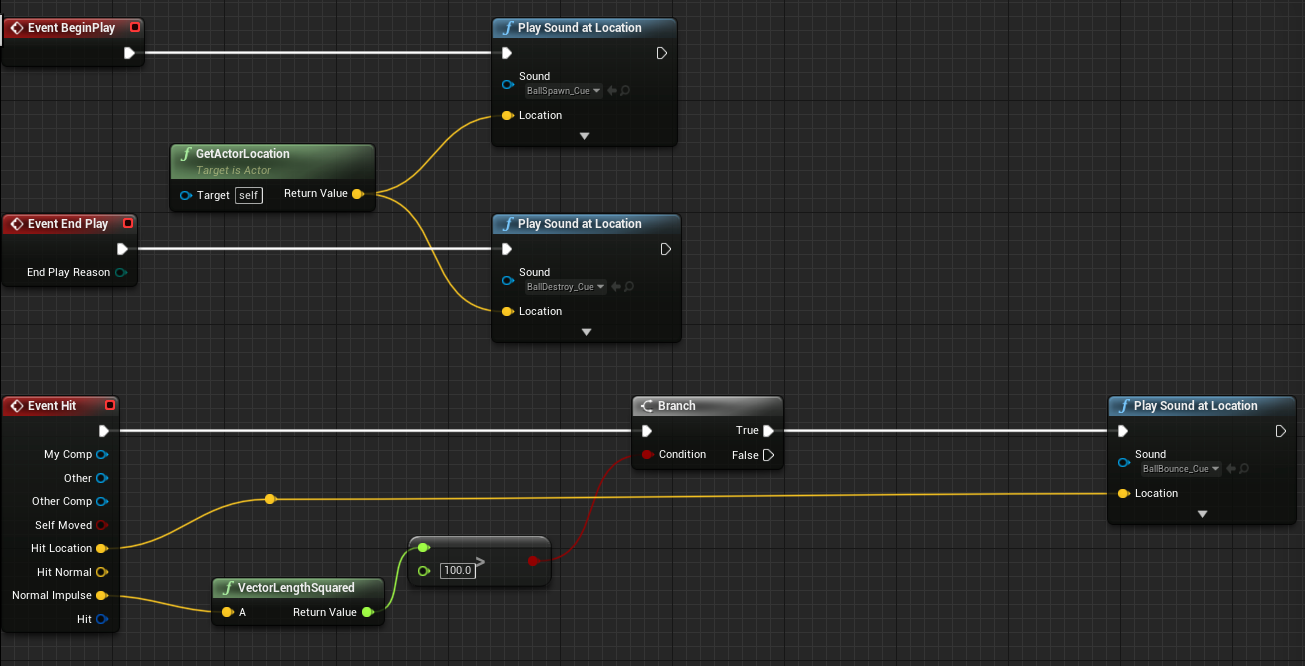 Event BeginPlay
Play Sound at Location
Sound
BallSpawn_Cue
Location
GetActorLocation
Target is Actor
Target self Return Value
Event End Play
End Play Reason
Play Sound at Location
Sound
BallDestroy_Cue
Location
Event Hit
My Comp
Other
Other Comp
Self Moved
Hit Location
Hit Normal
Normal Impulse
Hit
VectorLengthSquared
A Return Value
>
100.0
Branch
True
Condition False
Play Sound at Location
Sound
BallBounce_Cue
Location